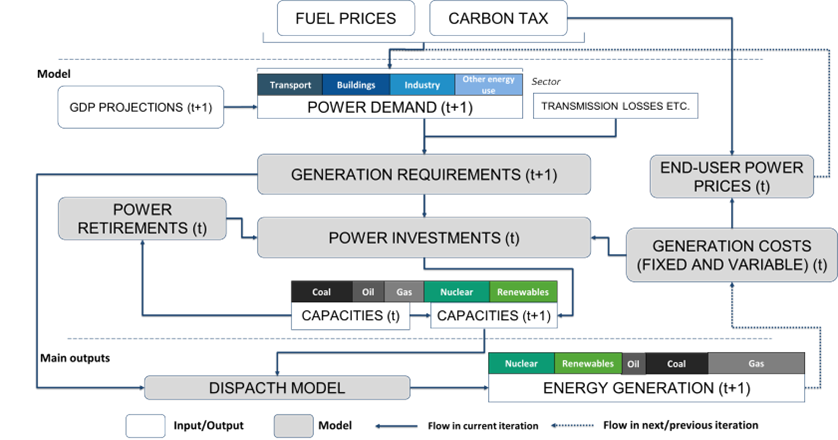 FUEL PRICES
CARBON TAX
Model
Transport
Buildings
Industry
Other energy
use
Sector
GDP PROJECTIONS (t+1)
POWER DEMAND (t+1)
TRANSMISSION LOSSES ETC.
GENERATION REQUIREMENTS (t+1)
END-USER POWER
PRICES (t)
POWER
RETIREMENTS (t)
POWER INVESTMENTS (t)
GENERATION COSTS
(FIXED AND VARIABLE) (t)
Coal
Oil
Gas
Nuclear
Renewables
CAPACITIES (t)
CAPACITIES (t+1)
Main outputs
Nuclear
Renewables
Oil
Coal
Gas
DISPACTH MODEL
ENERGY GENERATION (t+1)
Input/Output
Model
Flow in current iteration
Flow in next/previous iteration